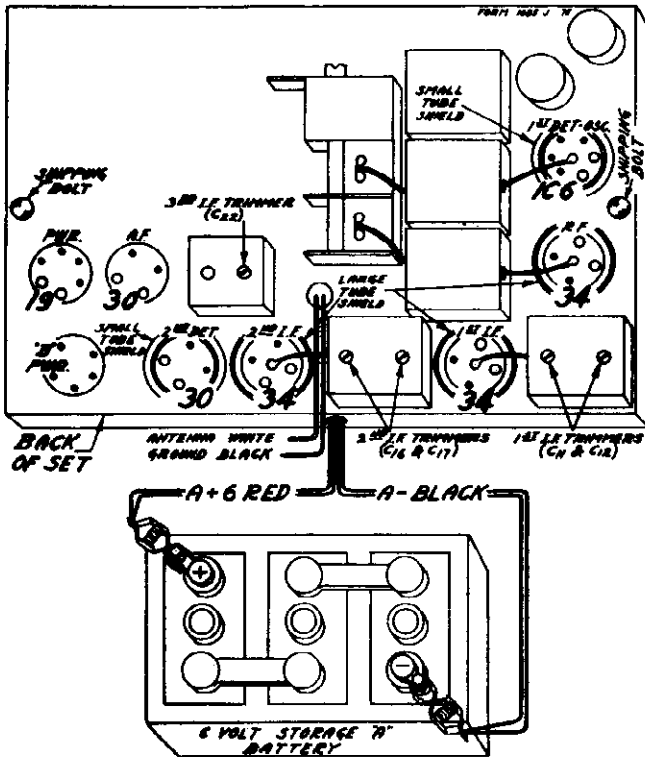 SMALL
TUBE
SHIELD
1ST DET-OSC.
1C6
SHIPPING
BOLT
SHIPPING
BOLT
3RD I.F. TRIMMER
(C22)
PWR.
19
A.F.
30
R.F.
34
LARGE
TUBE
SHIELD
"B"
PWR.
SMALL
TUBE
SHIELD
2ND DET.
30
2ND I.F.
34
1ST I.F.
34
BACK
OF SET
ANTENNA WHITE
GROUND BLACK
2ND I.F. TRIMMERS
(C16 & C17)
1ST I.F. TRIMMERS
(C11 & C12)
A+6 RED
A-BLACK
+
-
6 VOLT STORAGE "A"
BATTERY